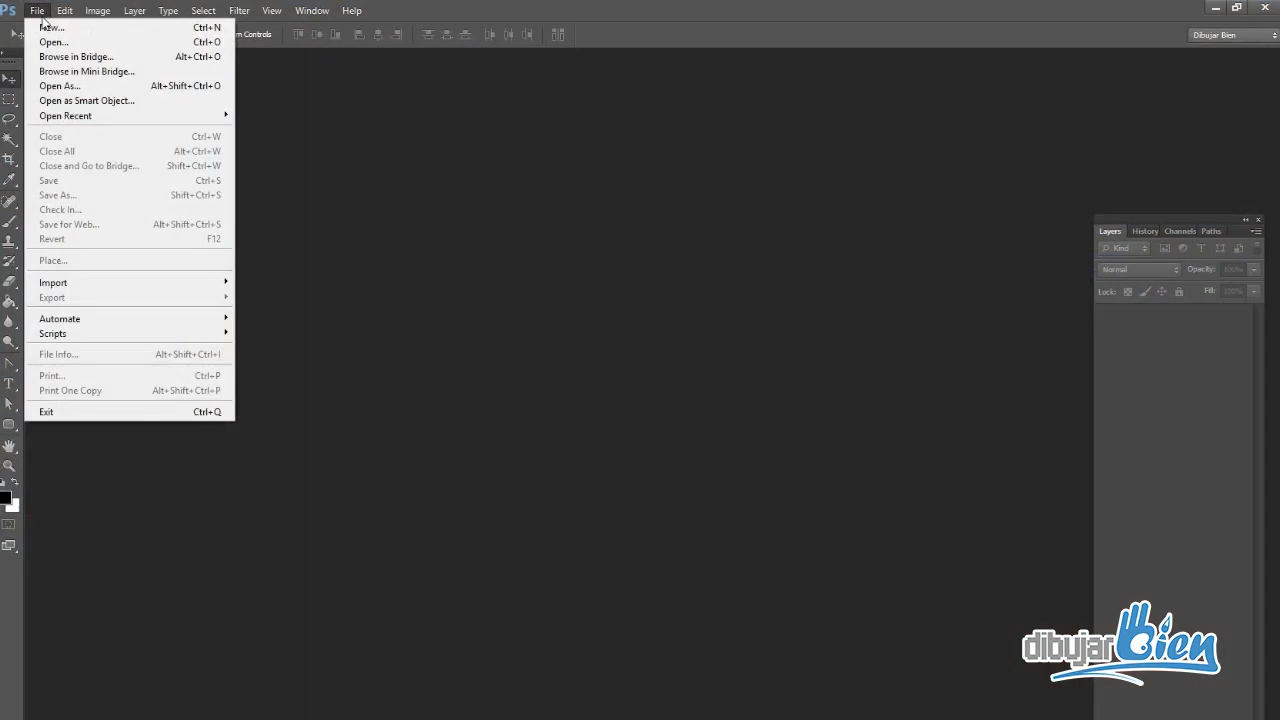 Ps File Edit Image Layer Type Select Filter View Window Help
m Controls Dibujar Bien
New... Ctrl+N
Open... Ctrl+O
Browse in Bridge... Alt+Ctrl+O
Browse in Mini Bridge...
Open As... Alt+Shift+Ctrl+O
Open as Smart Object...
Open Recent
Close Ctrl+W
Close All Alt+Ctrl+W
Close and Go to Bridge... Shift+Ctrl+W
Save Ctrl+S
Save As... Shift+Ctrl+S
Check In...
Save for Web... Alt+Shift+Ctrl+S
Revert F12
Place...
Import
Export
Automate
Scripts
File Info... Alt+Shift+Ctrl+I
Print... Ctrl+P
Print One Copy Alt+Shift+Ctrl+P
Exit Ctrl+Q
Layers History Channels Paths
Kind T
Normal Opacity: 100%
Lock: Fill: 100%
T
dibujar Bien